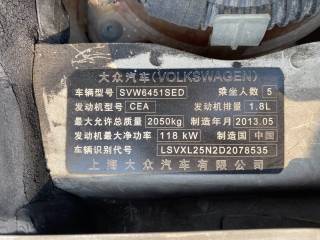 大众汽车(VOLKSWAGEN)
车辆型号 SVW6451SED 乘坐人数 5
发动机型号 CEA 发动机排量 1.8L
最大允许总质量 2050kg 制造年月 2013.05
发动机最大净功率 118 kW 制造国 中国
车辆识别代号 LSVXL25N2D2078535
上海大众汽车有限公司